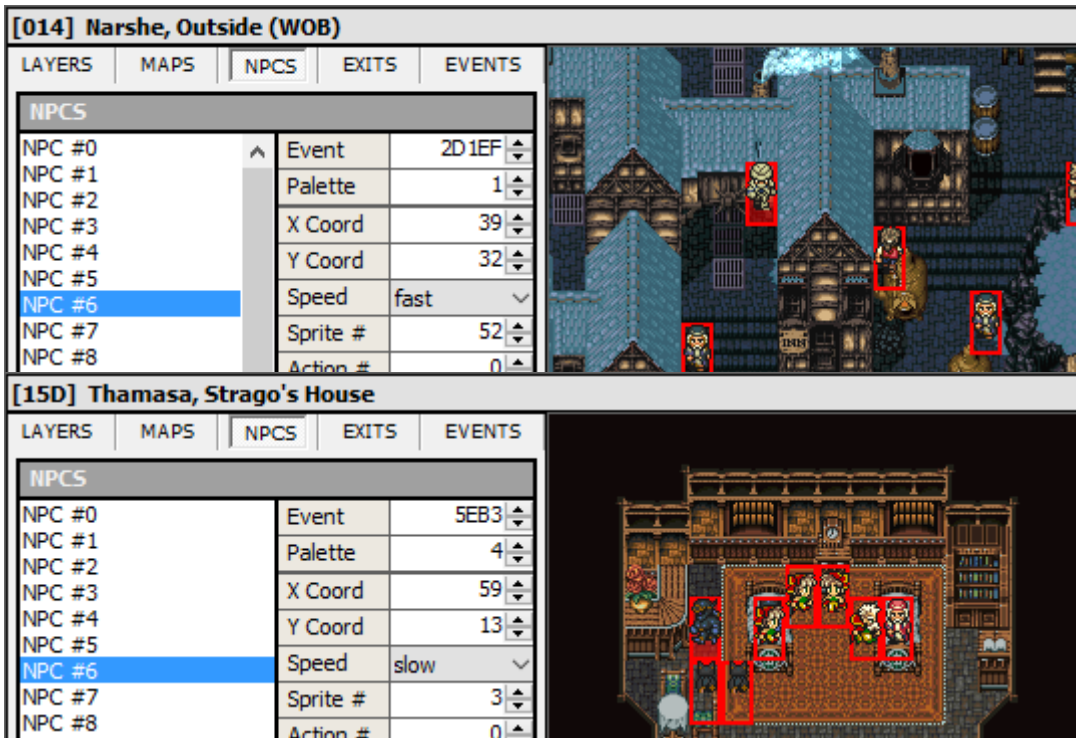 [014] Narshe, Outside (WOB)
LAYERS MAPS NPCS EXITS EVENTS
NPCS
NPC #0
NPC #1
NPC #2
NPC #3
NPC #4
NPC #5
NPC #6
NPC #7
NPC #8
Event 2D1EF
Palette 1
X Coord 39
Y Coord 32
Speed fast
Sprite # 52
Action # 0
INN
[15D] Thamasa, Strago's House
LAYERS MAPS NPCS EXITS EVENTS
NPCS
NPC #0
NPC #1
NPC #2
NPC #3
NPC #4
NPC #5
NPC #6
NPC #7
NPC #8
Event 5EB3
Palette 4
X Coord 59
Y Coord 13
Speed slow
Sprite # 3
Action # 0